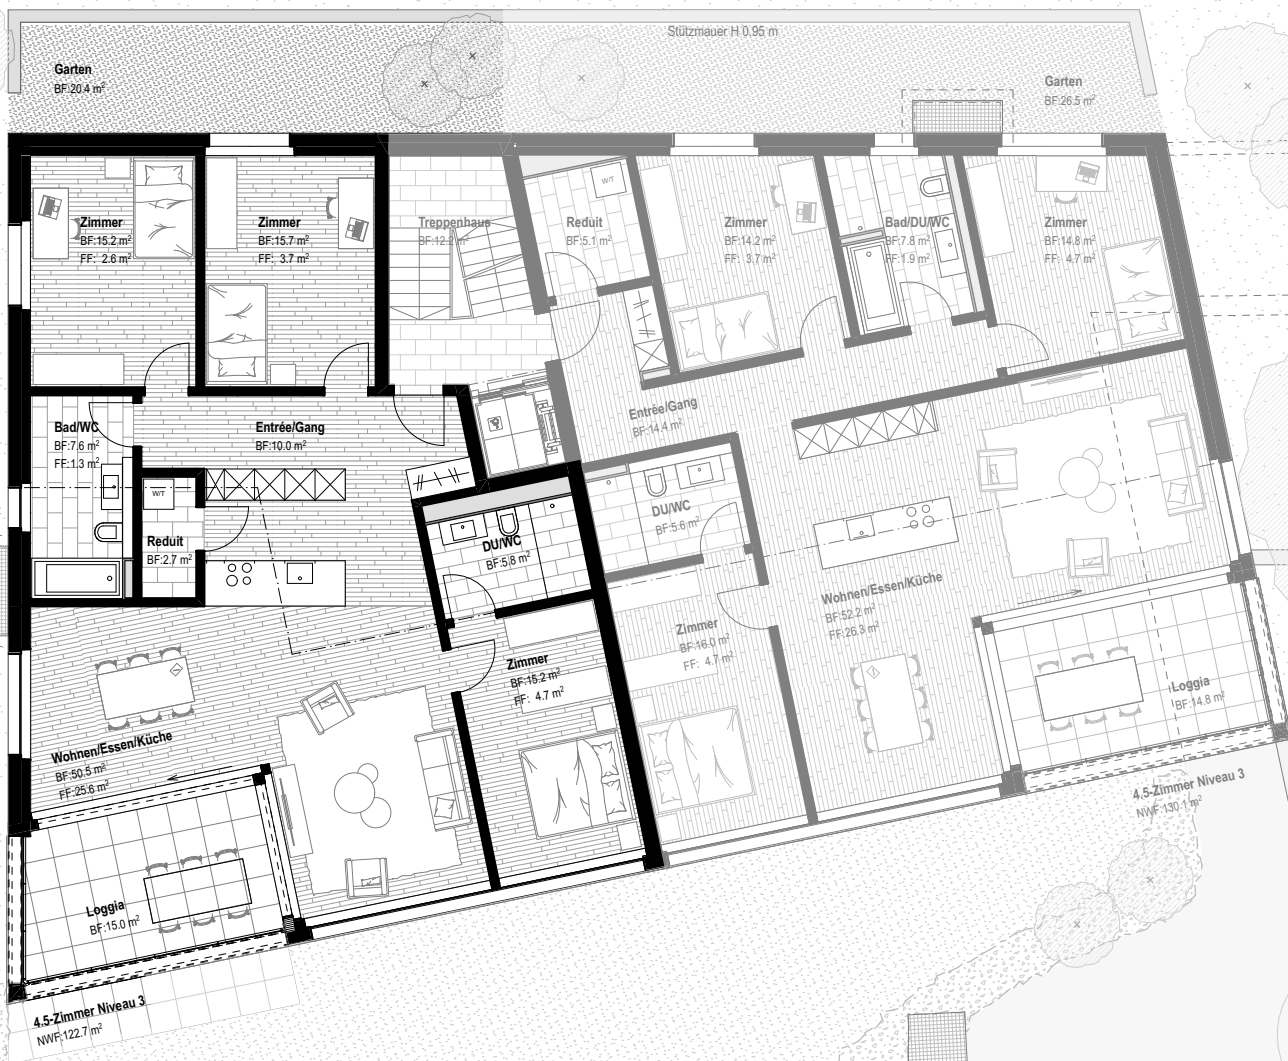 Stützmauer H 0.95 m
Garten
BF:20.4 m²
Garten
BF:26.5 m²
Zimmer
BF:15.2 m²
FF: 2.6 m²
Zimmer
BF:15.7 m²
FF: 3.7 m²
Treppenhaus
BF:12.2 m²
Reduit
BF:5.1 m²
W/T
Zimmer
BF:14.2 m²
FF: 3.7 m²
Bad/DU/WC
BF:7.8 m²
FF:1.9 m²
Zimmer
BF:14.8 m²
FF: 4.7 m²
Bad/WC
BF:7.6 m²
FF:1.3 m²
Entrée/Gang
BF:10.0 m²
Entrée/Gang
BF:14.4 m²
W/T
Reduit
BF:2.7 m²
DU/WC
BF:5.8 m²
DU/WC
BF:5.6 m²
Wohnen/Essen/Küche
BF:52.2 m²
FF:26.3 m²
Zimmer
BF:15.2 m²
FF: 4.7 m²
Zimmer
BF:16.0 m²
FF: 4.7 m²
Loggia
BF:14.8 m²
Wohnen/Essen/Küche
BF:50.5 m²
FF:25.6 m²
4.5-Zimmer Niveau 3
NWF:130.1 m²
Loggia
BF:15.0 m²
4.5-Zimmer Niveau 3
NWF:122.7 m²